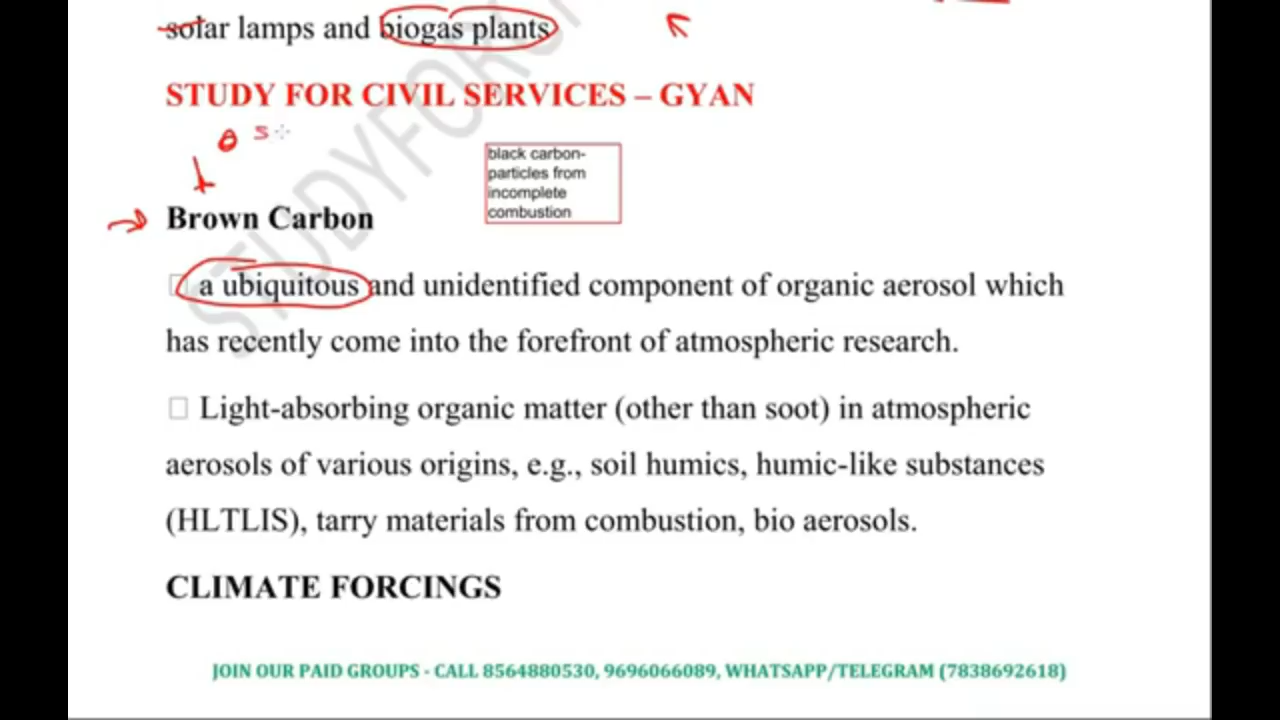 solar lamps and biogas plants
STUDY FOR CIVIL SERVICES – GYAN
θ s
black carbon-
particles from
incomplete
combustion
Brown Carbon
a ubiquitous and unidentified component of organic aerosol which
has recently come into the forefront of atmospheric research.
Light-absorbing organic matter (other than soot) in atmospheric
aerosols of various origins, e.g., soil humics, humic-like substances
(HLTLIS), tarry materials from combustion, bio aerosols.
CLIMATE FORCINGS
JOIN OUR PAID GROUPS - CALL 8564880530, 9696066089, WHATSAPP/TELEGRAM (7838692618)
STUDYFOR